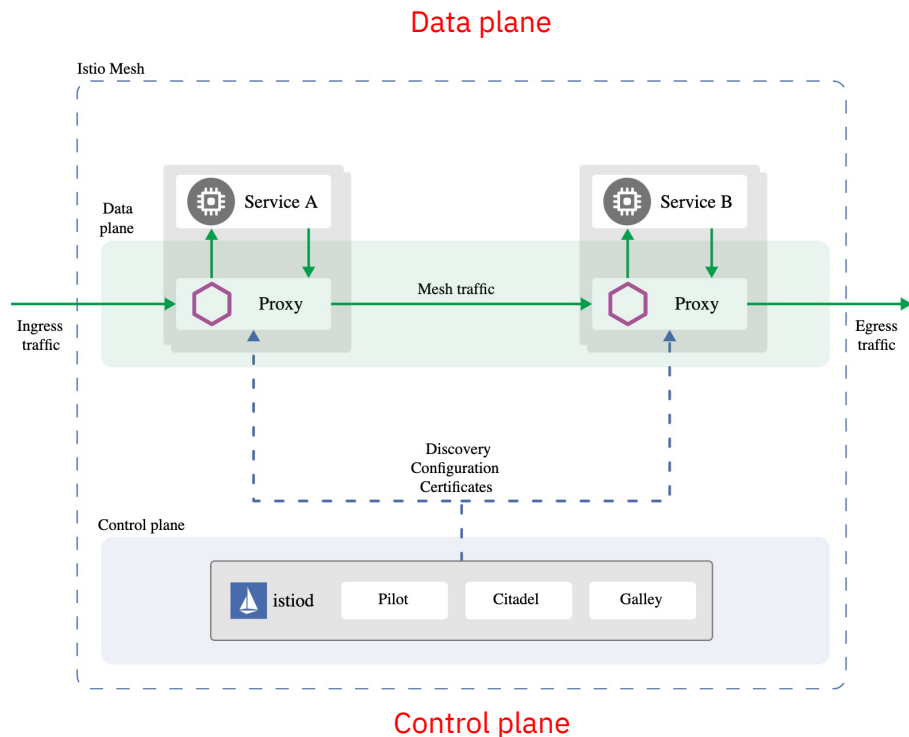 Data plane
Istio Mesh
Service A
Service B
Data
plane
Proxy
Mesh traffic
Proxy
Ingress
traffic
Egress
traffic
Discovery
Configuration
Certificates
Control plane
istiod
Pilot
Citadel
Galley
Control plane